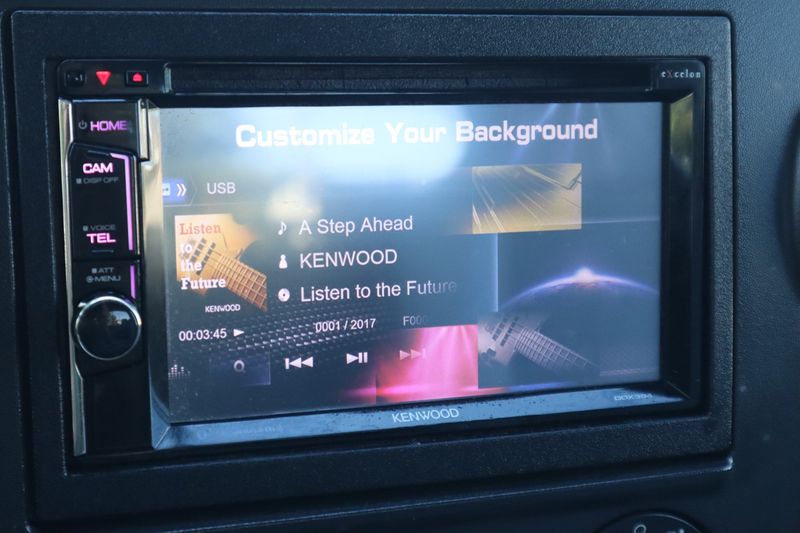 eXcelon
HOME
Customize Your Background
CAM
DISP OFF
USB
VOICE
TEL
Listen
to
the
Future
KENWOOD
A Step Ahead
KENWOOD
Listen to the Future
ATT
MENU
00:03:45
0001 / 2017
KENWOOD